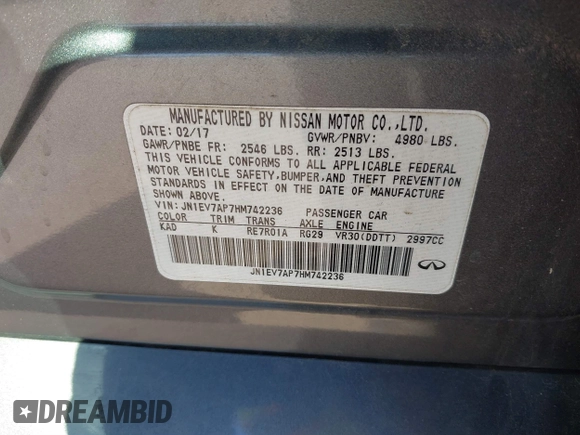 MANUFACTURED BY NISSAN MOTOR CO.,LTD.
DATE: 02/17 GVWR/PNBV: 4980 LBS.
GAWR/PNBE FR: 2546 LBS. RR: 2513 LBS.
THIS VEHICLE CONFORMS TO ALL APPLICABLE FEDERAL
MOTOR VEHICLE SAFETY,BUMPER,AND THEFT PREVENTION
STANDARDS IN EFFECT ON THE DATE OF MANUFACTURE
SHOWN ABOVE.
VIN: JN1EV7AP7HM742236 PASSENGER CAR
COLOR TRIM TRANS AXLE ENGINE
KAD K RE7R01A RG29 VR30(DDTT) 2997CC
JN1EV7AP7HM742236
DREAMBID